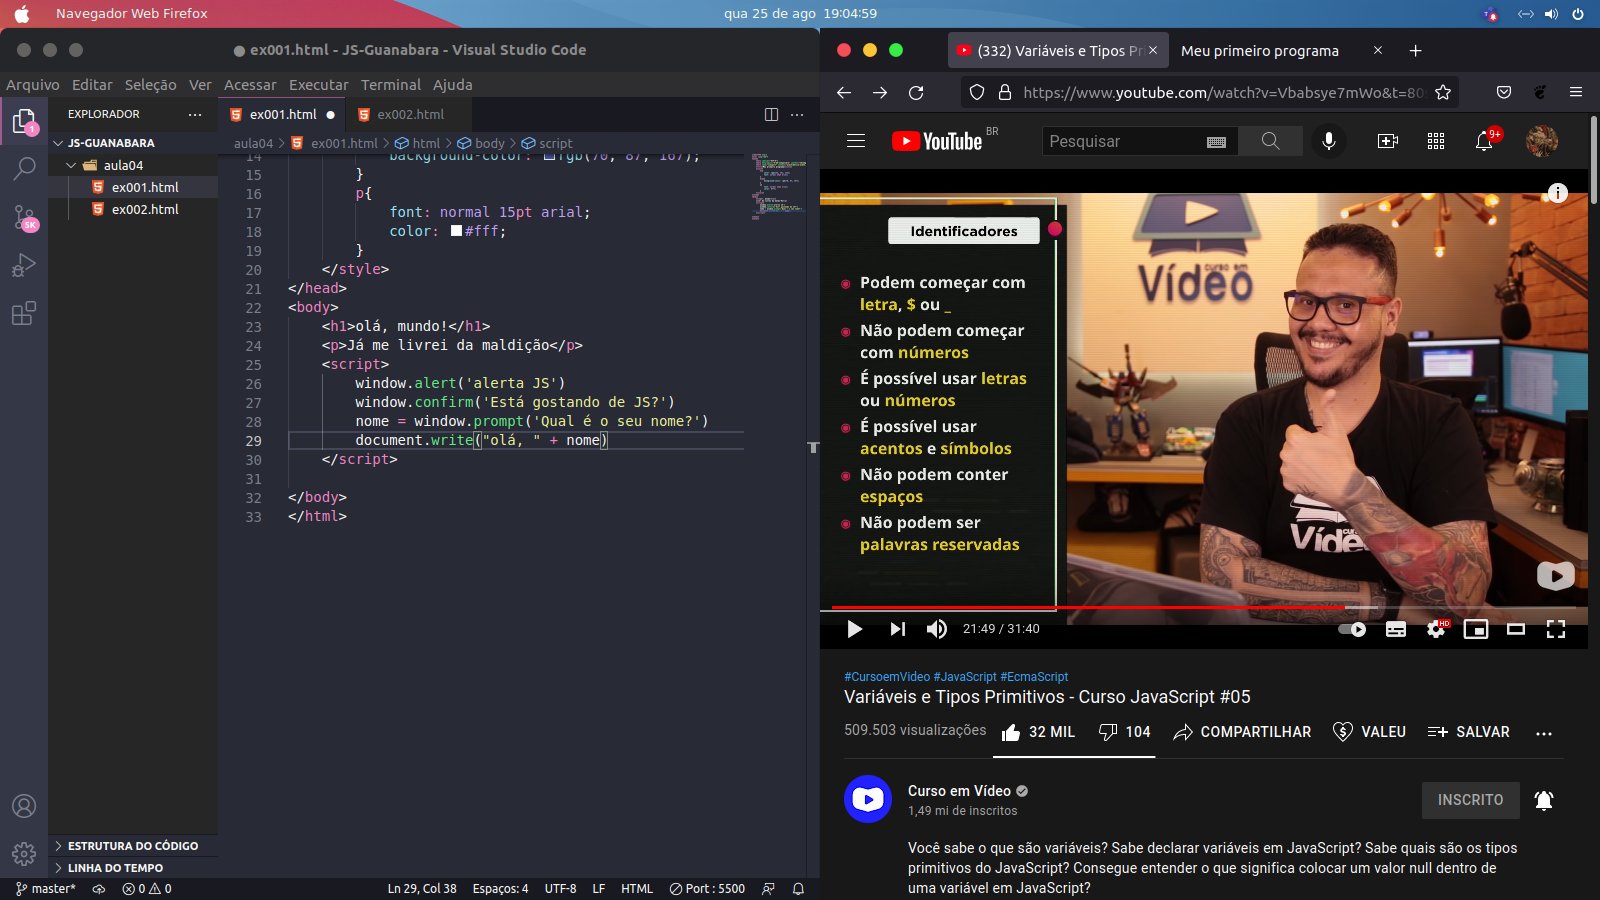 Navegador Web Firefox
qua 25 de ago 19:04:59
ex001.html - JS-Guanabara - Visual Studio Code
Arquivo Editar Seleção Ver Acessar Executar Terminal Ajuda
EXPLORADOR
JS-GUANABARA
aula04
ex001.html
ex002.html
1
5K
ESTRUTURA DO CÓDIGO
LINHA DO TEMPO
ex001.html
ex002.html
aula04 > ex001.html > html > body > script
14 background-color: rgb(70, 87, 167);
15 }
16 p{
17 font: normal 15pt arial;
18 color: #fff;
19 }
20 </style>
21 </head>
22 <body>
23 <h1>olá, mundo!</h1>
24 <p>Já me livrei da maldição</p>
25 <script>
26 window.alert('alerta JS')
27 window.confirm('Está gostando de JS?')
28 nome = window.prompt('Qual é o seu nome?')
29 document.write("olá, " + nome)
30 </script>
31
32 </body>
33 </html>
master* 0 0 Ln 29, Col 38 Espaços: 4 UTF-8 LF HTML Port : 5500
(332) Variáveis e Tipos Pri
Meu primeiro programa
https://www.youtube.com/watch?v=Vbabsye7mWo&t=80
YouTube BR
Pesquisar
9+
Identificadores
Podem começar com
letra, $ ou _
Não podem começar
com números
É possível usar letras
ou números
É possível usar
acentos e símbolos
Não podem conter
espaços
Não podem ser
palavras reservadas
curso em
Vídeo
curso
Vídeo
21:49 / 31:40
HD
#CursoemVideo #JavaScript #EcmaScript
Variáveis e Tipos Primitivos - Curso JavaScript #05
509.503 visualizações 32 MIL 104 COMPARTILHAR VALEU SALVAR
Curso em Vídeo
1,49 mi de inscritos
INSCRITO
Você sabe o que são variáveis? Sabe declarar variáveis em JavaScript? Sabe quais são os tipos
primitivos do JavaScript? Consegue entender o que significa colocar um valor null dentro de
uma variável em JavaScript?